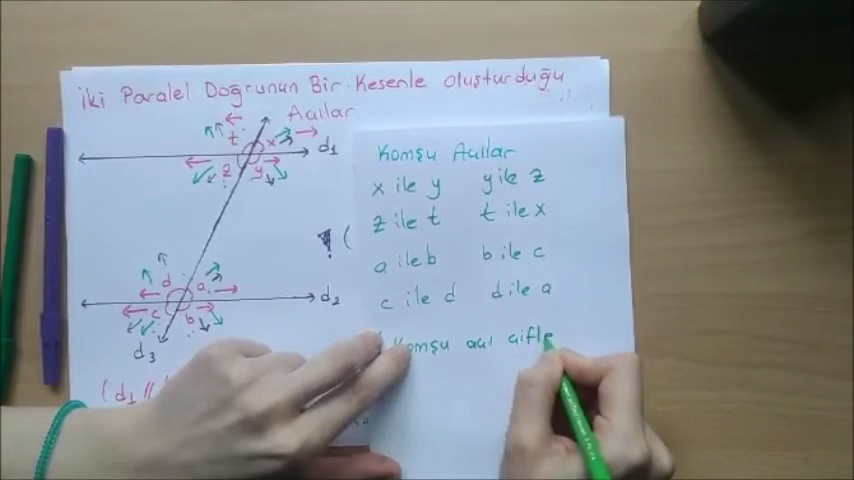 İki Paralel Doğrunun Bir Kesenle Oluşturduğu
Açılar
t x d₁
z y
d a d₂
c b
d₃
(d₁ //
Komşu Açılar
x ile y y ile z
z ile t t ile x
a ile b b ile c
c ile d d ile a
Komşu açı çifle